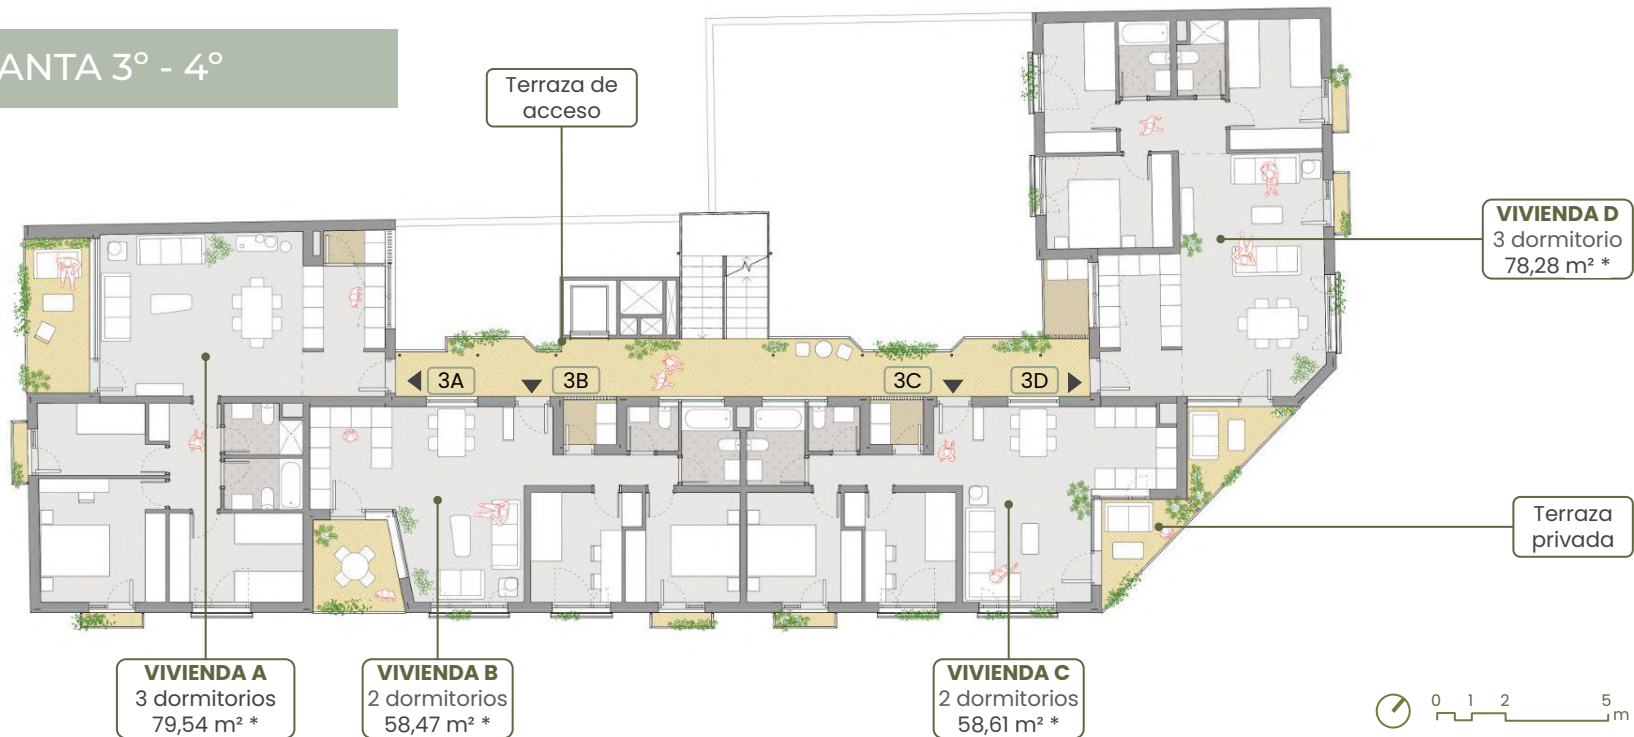 ANTA 3º - 4º
Terraza de
acceso
VIVIENDA D
3 dormitorio
78,28 m² *
3A
3B
3C
3D
Terraza
privada
VIVIENDA A
3 dormitorios
79,54 m² *
VIVIENDA B
2 dormitorios
58,47 m² *
VIVIENDA C
2 dormitorios
58,61 m² *
0 1 2 5 m